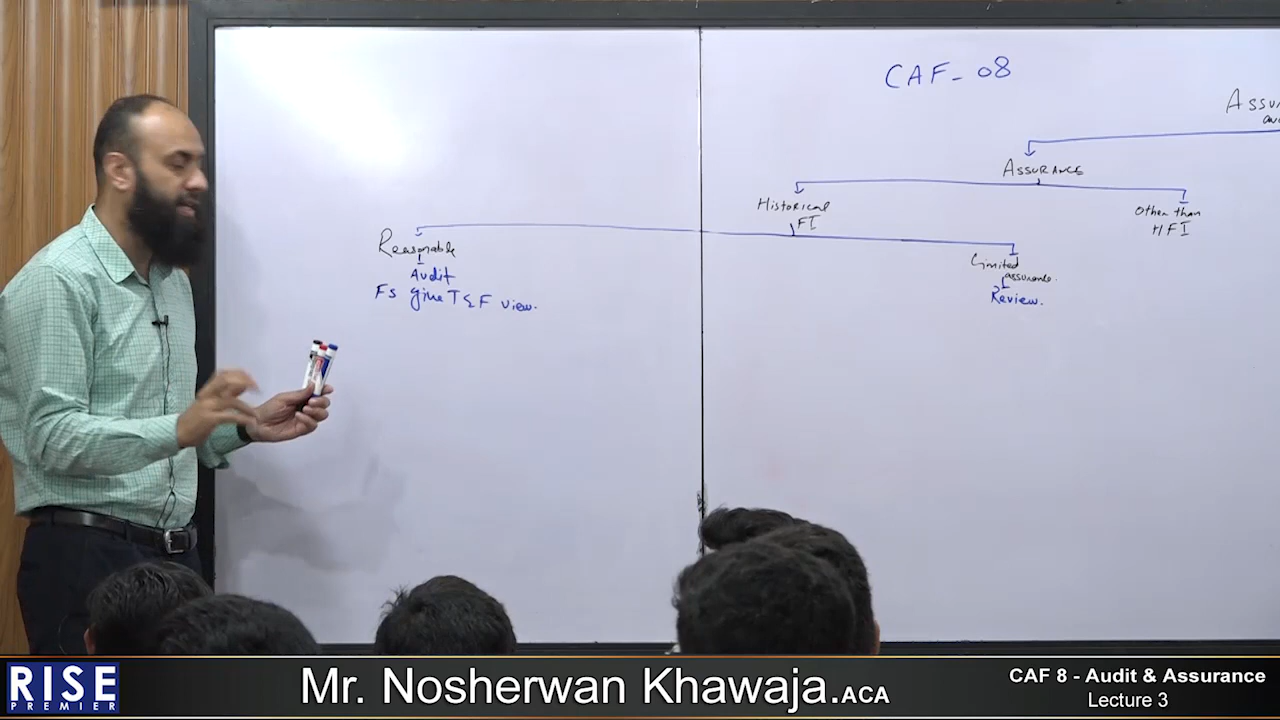 CAF-08
ASSURANCE
Historical
FI
Other than
HFI
Reasonable
Audit
FS give T & F view.
Limited
assurance.
Review.
RISE
PREMIER
Mr. Nosherwan Khawaja.ACA
CAF 8 - Audit & Assurance
Lecture 3